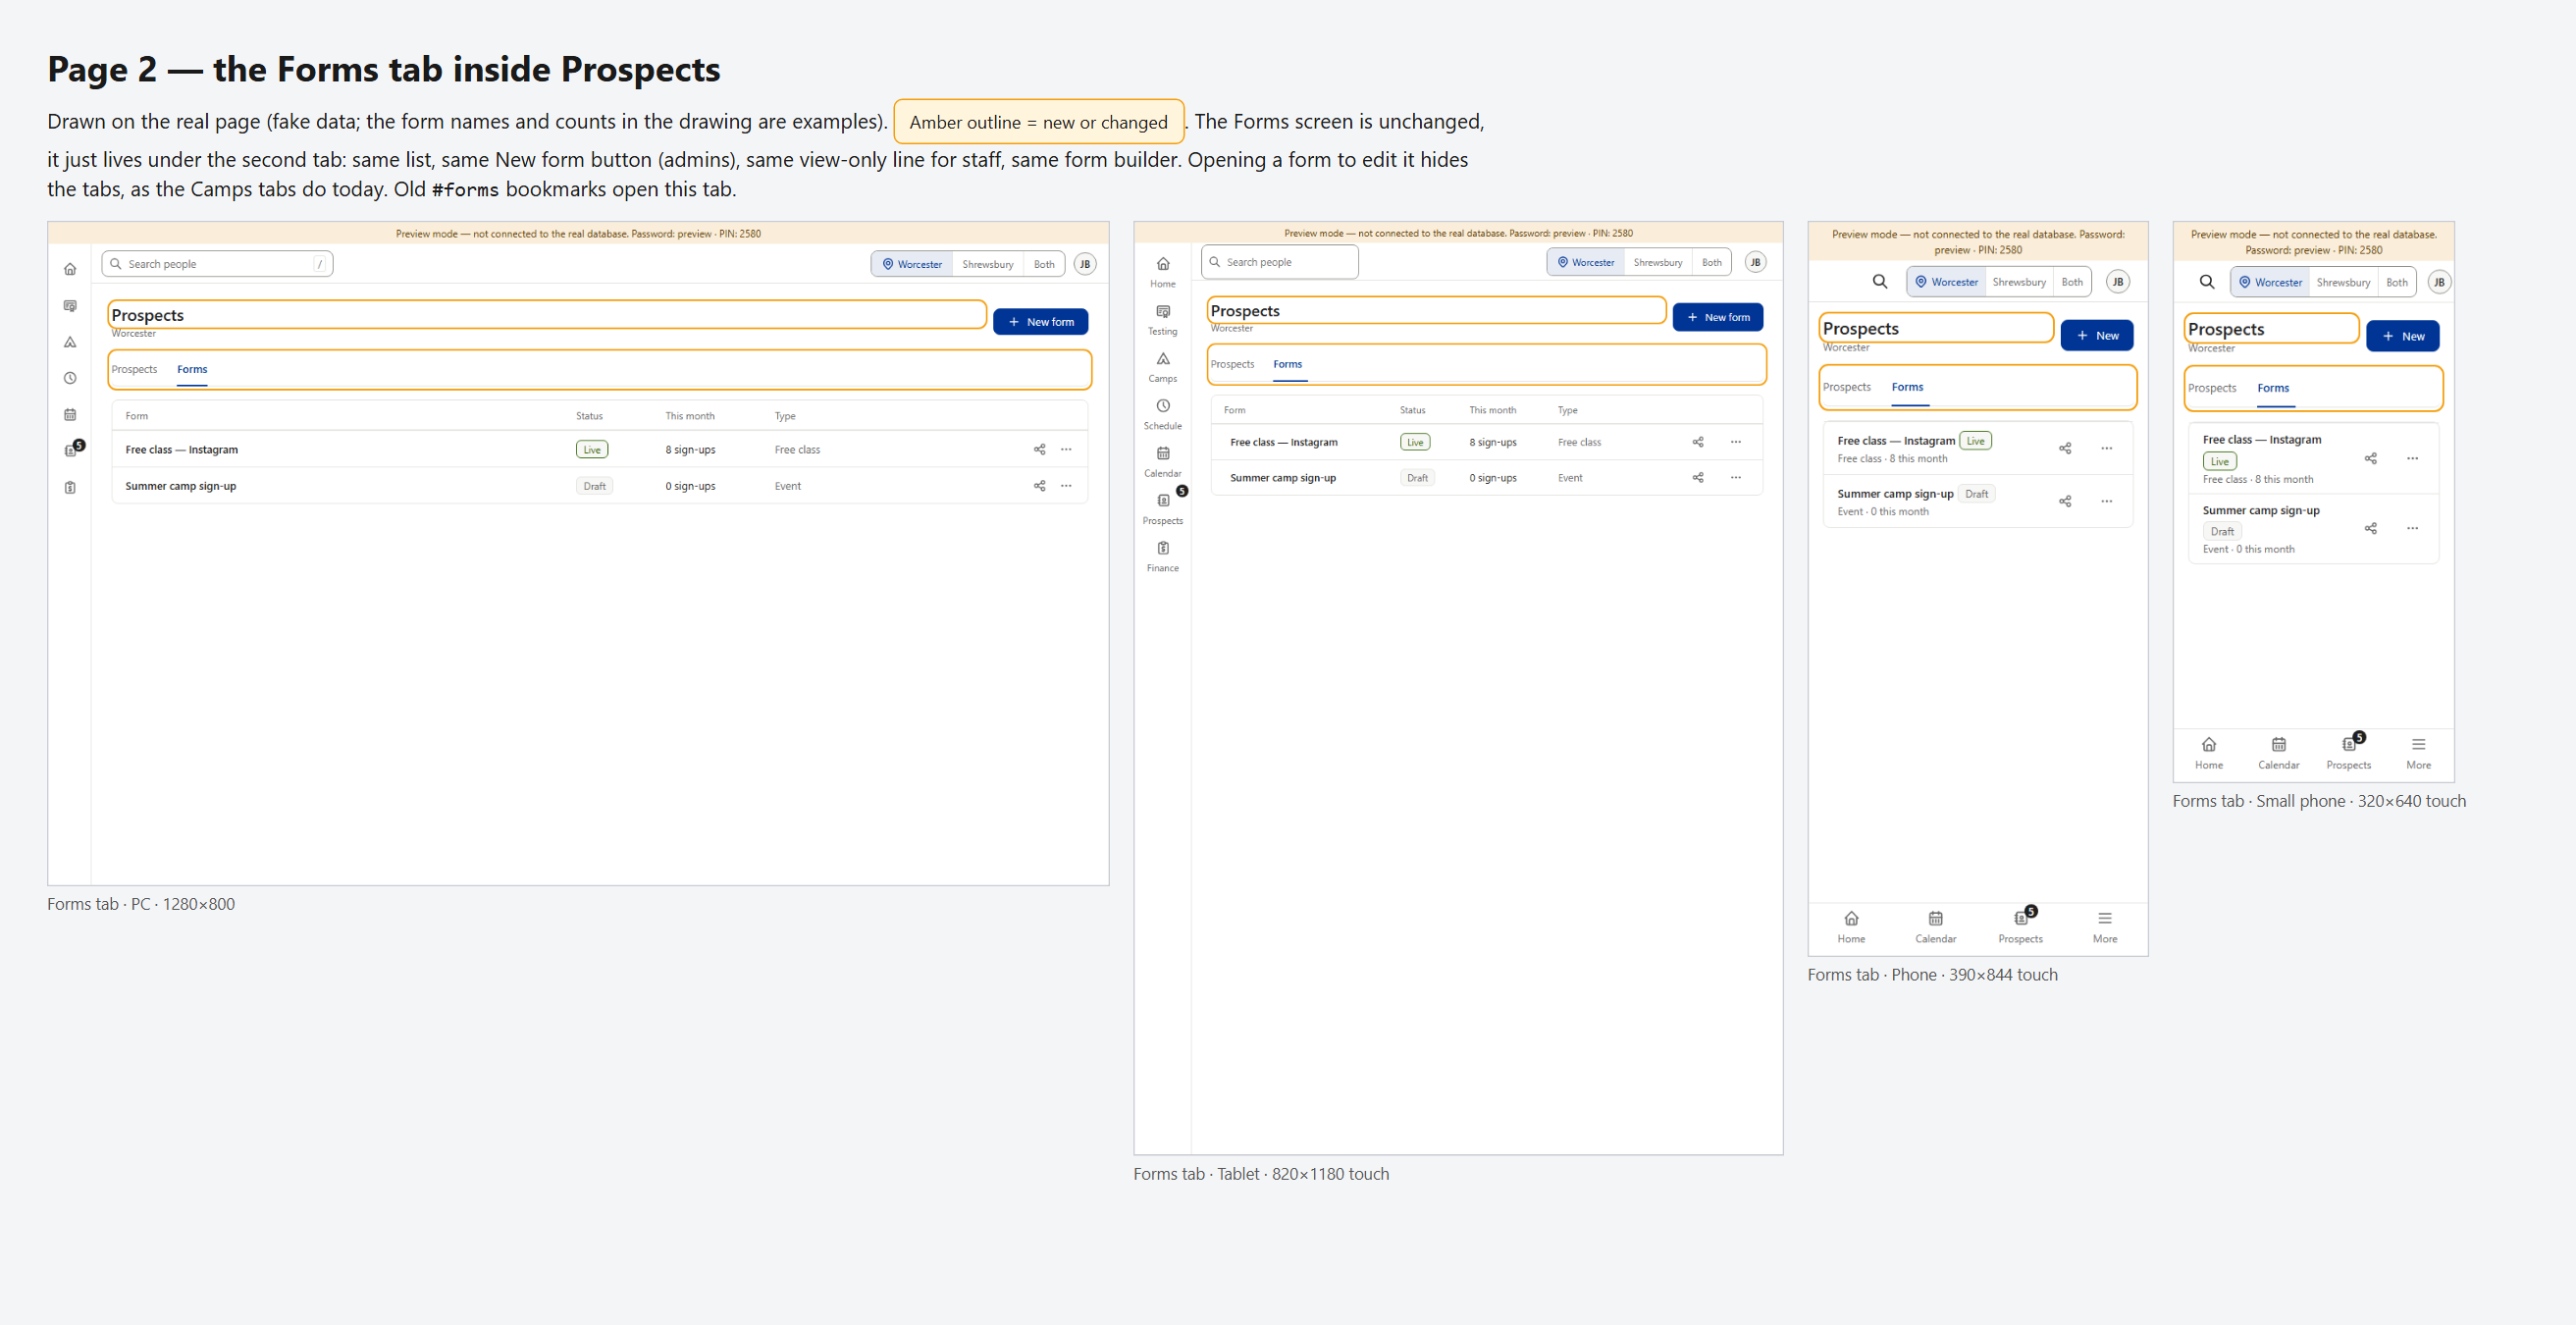 Page 2 — the Forms tab inside Prospects
Drawn on the real page (fake data; the form names and counts in the drawing are examples). Amber outline = new or changed . The Forms screen is unchanged,
it just lives under the second tab: same list, same New form button (admins), same view-only line for staff, same form builder. Opening a form to edit it hides
the tabs, as the Camps tabs do today. Old #forms bookmarks open this tab.
Preview mode — not connected to the real database. Password: preview · PIN: 2580
Search people /
Worcester Shrewsbury Both JB
Prospects
Worcester
+ New form
Prospects Forms
Form Status This month Type
Free class — Instagram Live 8 sign-ups Free class
Summer camp sign-up Draft 0 sign-ups Event
5
Forms tab · PC · 1280×800
Preview mode — not connected to the real database. Password: preview · PIN: 2580
Search people
Worcester Shrewsbury Both JB
Home
Testing
Camps
Schedule
Calendar
5
Prospects
Finance
Prospects
Worcester
+ New form
Prospects Forms
Form Status This month Type
Free class — Instagram Live 8 sign-ups Free class
Summer camp sign-up Draft 0 sign-ups Event
Forms tab · Tablet · 820×1180 touch
Preview mode — not connected to the real database. Password:
preview · PIN: 2580
Worcester Shrewsbury Both JB
Prospects
Worcester
+ New
Prospects Forms
Free class — Instagram Live
Free class · 8 this month
Summer camp sign-up Draft
Event · 0 this month
5
Home Calendar Prospects More
Forms tab · Phone · 390×844 touch
Preview mode — not connected to the real database.
Password: preview · PIN: 2580
Worcester Shrewsbury Both JB
Prospects
Worcester
+ New
Prospects Forms
Free class — Instagram
Live
Free class · 8 this month
Summer camp sign-up
Draft
Event · 0 this month
5
Home Calendar Prospects More
Forms tab · Small phone · 320×640 touch